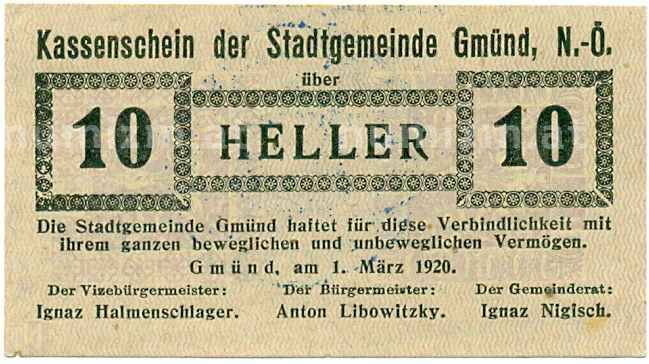 Kassenschein der Stadtgemeinde Gmünd, N.-Ö.
über
10 HELLER 10
Die Stadtgemeinde Gmünd haftet für diese Verbindlichkeit mit
ihrem ganzen beweglichen und unbeweglichen Vermögen.
Gmünd, am 1. März 1920.
Der Vizebürgermeister: Der Bürgermeister: Der Gemeinderat:
Ignaz Halmenschlager. Anton Libowitzky. Ignaz Nigisch.